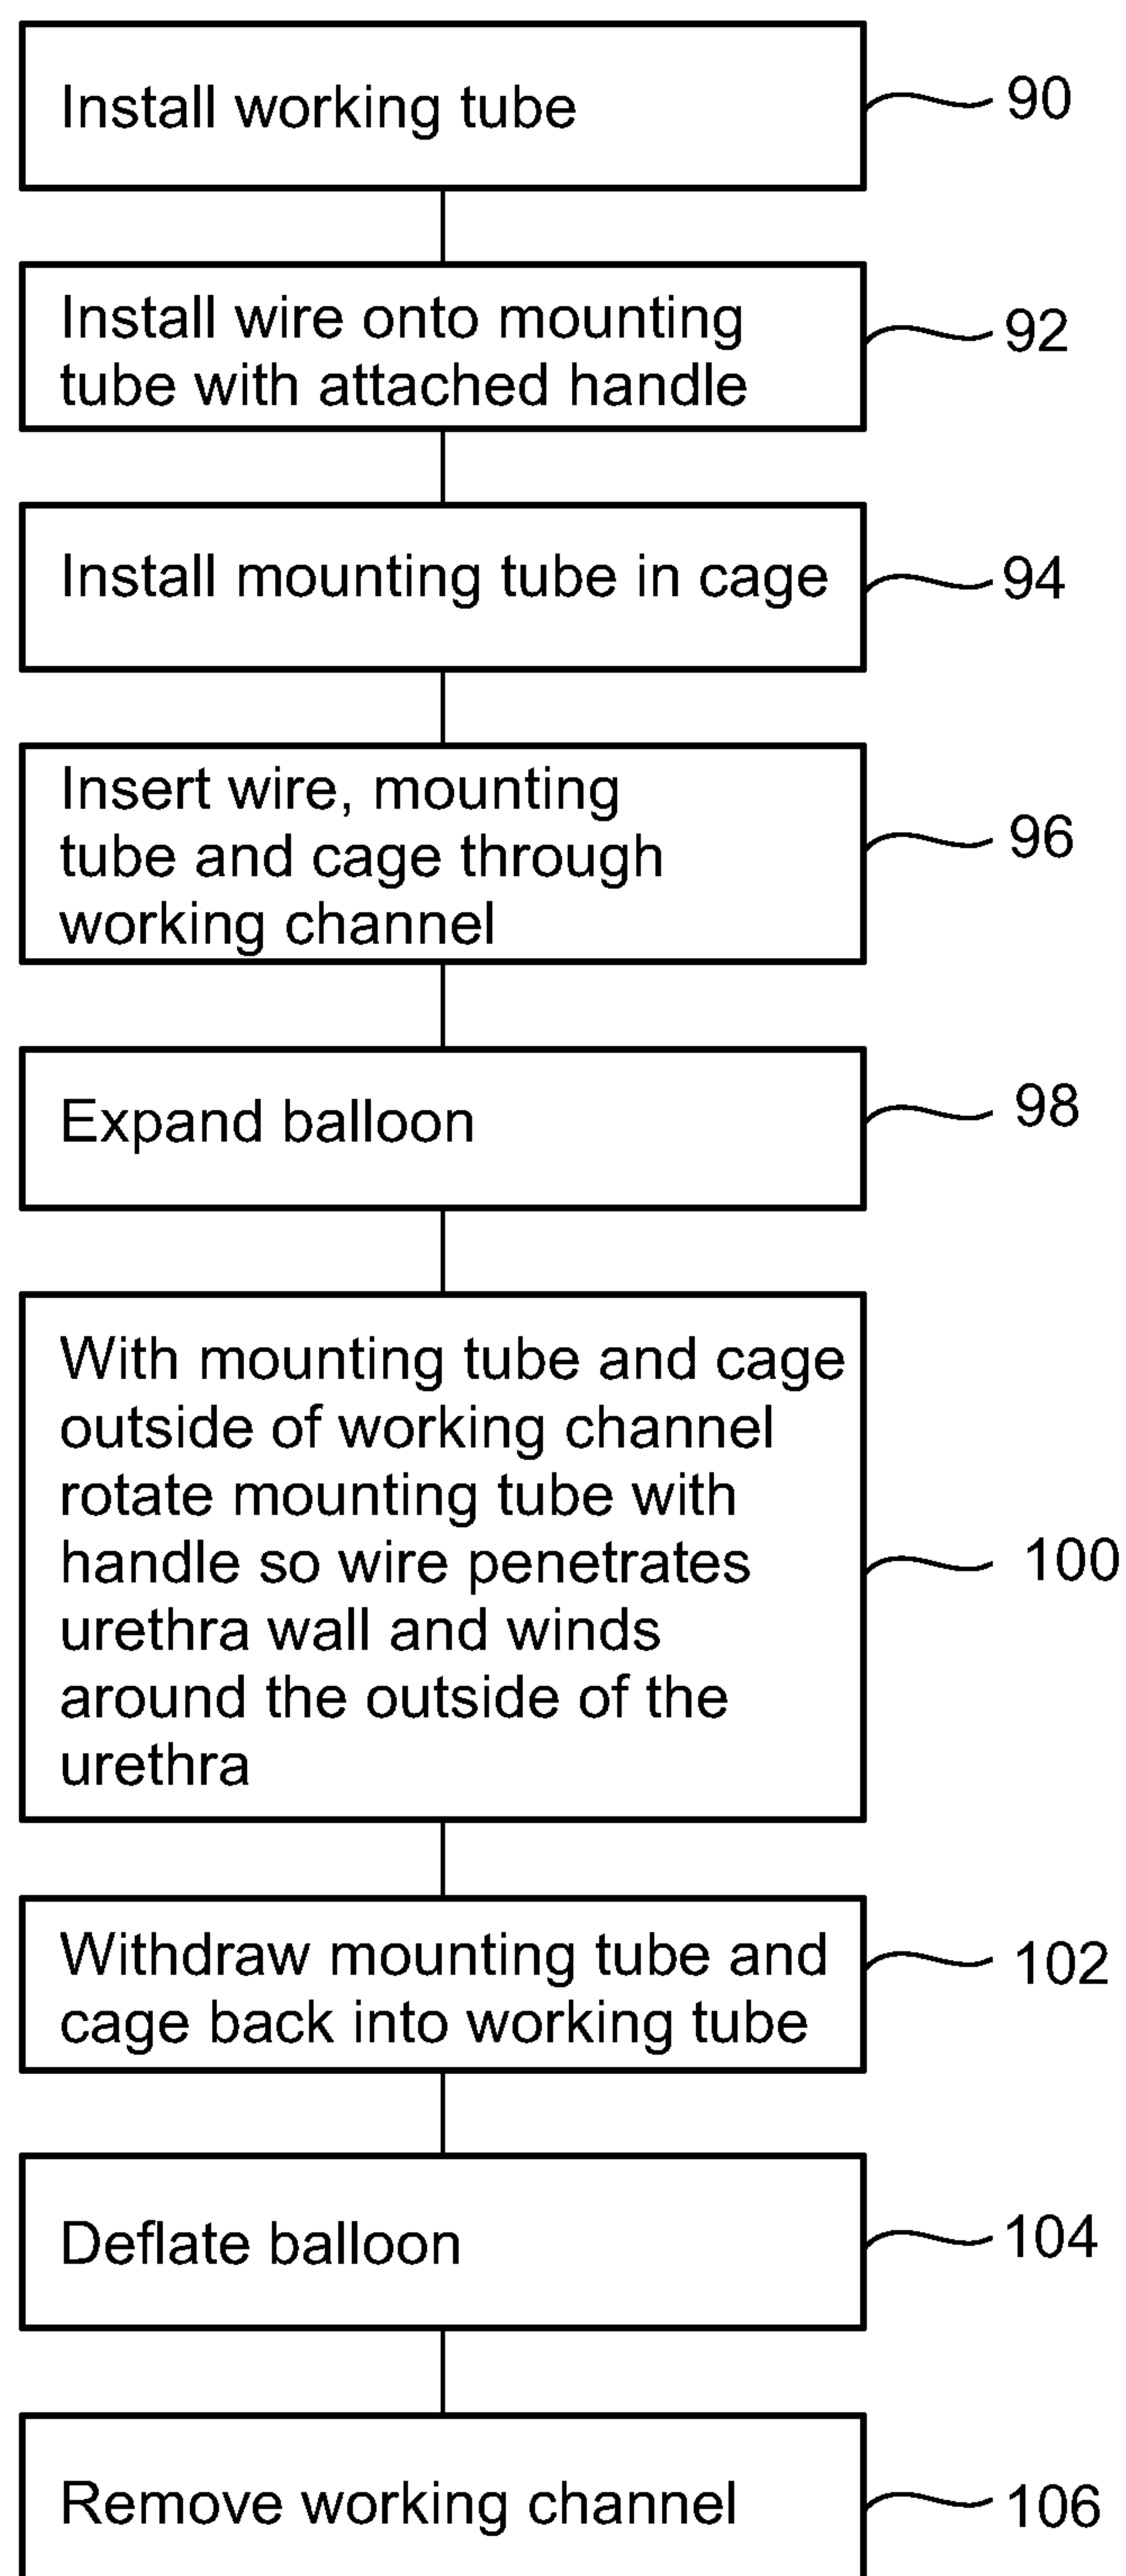 Install working tube
90
Install wire onto mounting
tube with attached handle
92
Install mounting tube in cage
94
Insert wire, mounting
tube and cage through
working channel
96
Expand balloon
98
With mounting tube and cage
outside of working channel
rotate mounting tube with
handle so wire penetrates
urethra wall and winds
around the outside of the
urethra
100
Withdraw mounting tube and
cage back into working tube
102
Deflate balloon
104
Remove working channel
106